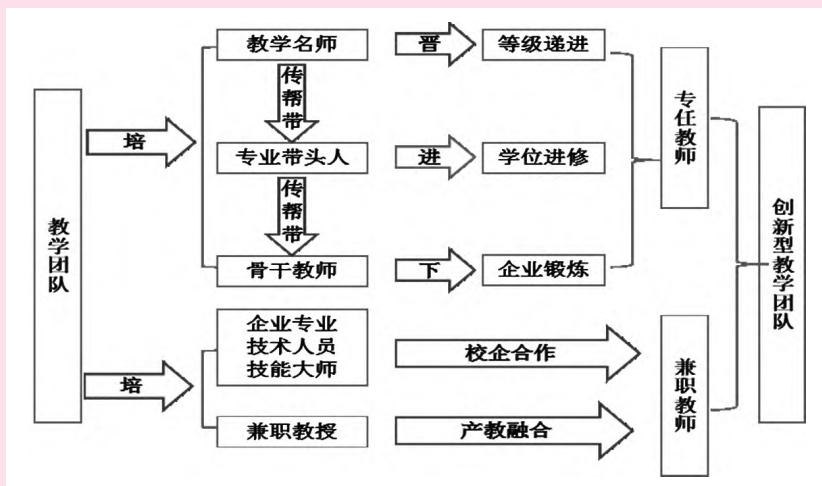 教学团队
培
教学名师
晋
等级递进
传帮带
专业带头人
进
学位进修
传帮带
骨干教师
下
企业锻炼
专任教师
培
企业专业
技术人员
技能大师
校企合作
兼职教授
产教融合
兼职教师
创新型教学团队